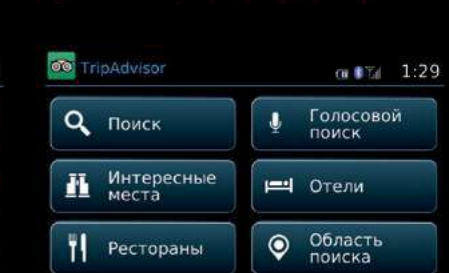 TripAdvisor 1:29
Поиск
Голосовой
поиск
Интересные
места
Отели
Рестораны
Область
поиска